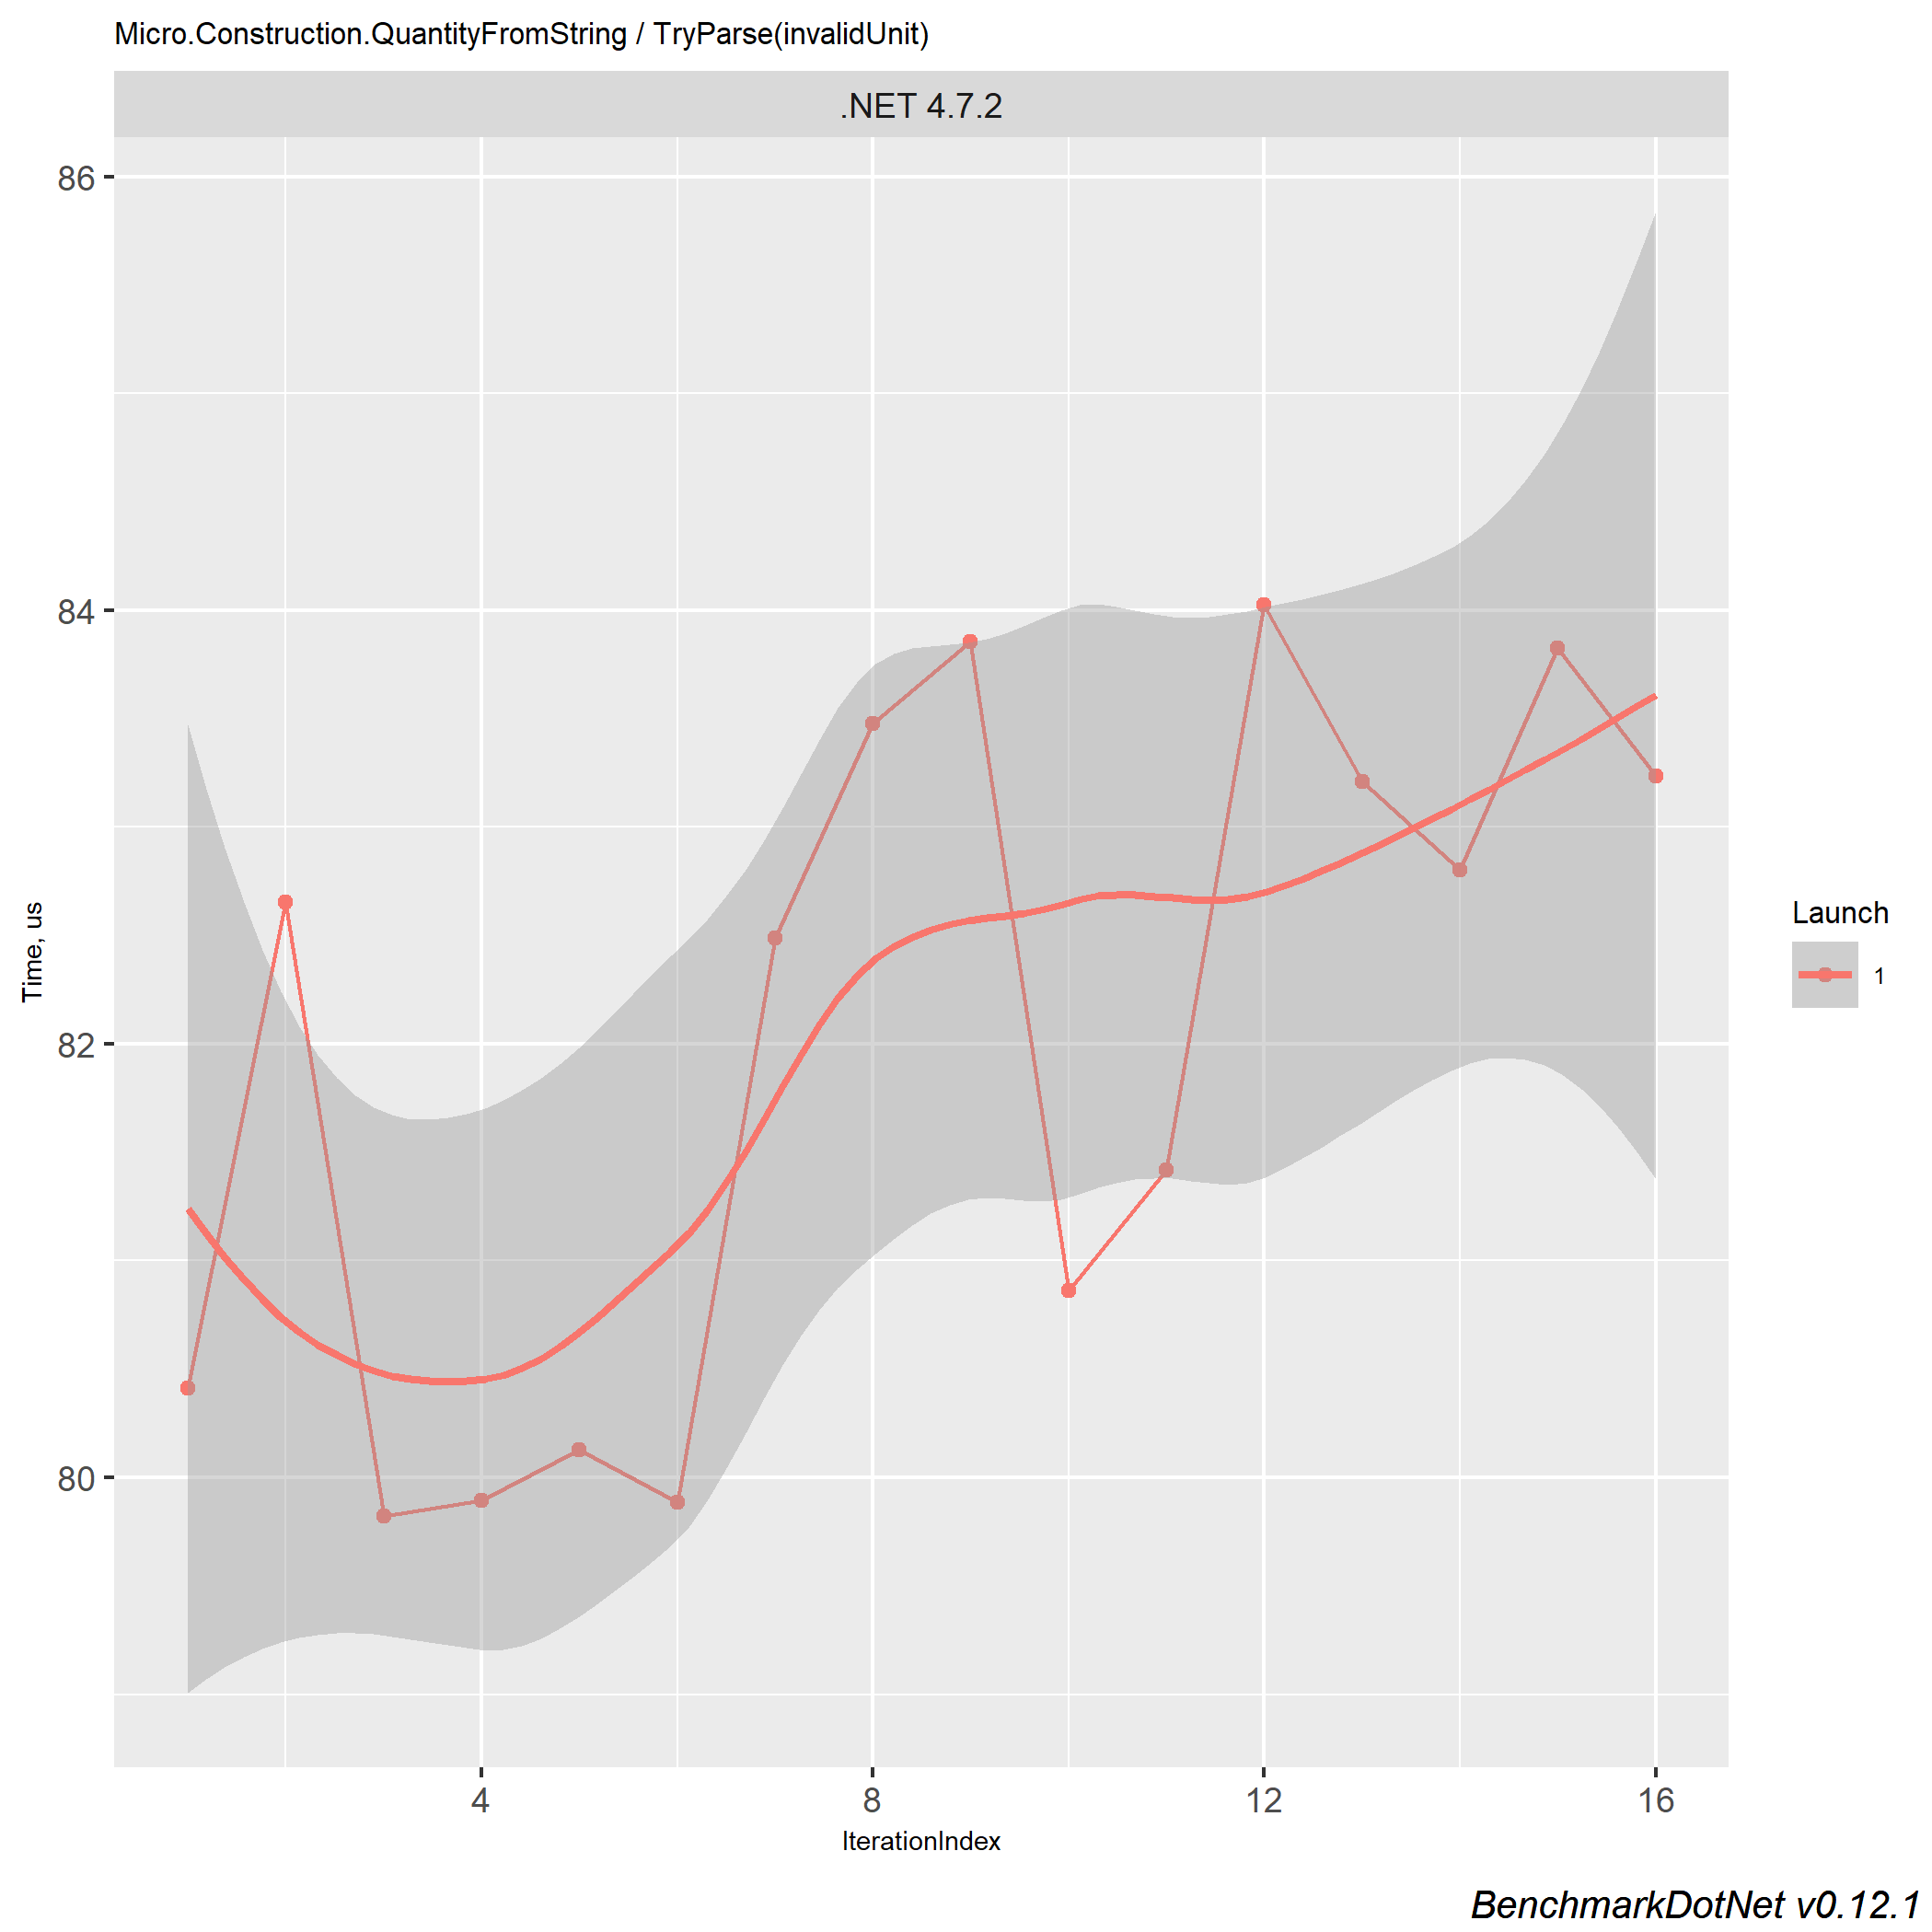 Micro.Construction.QuantityFromString / TryParse(invalidUnit)
.NET 4.7.2
86
84
82
80
Time, us
4 8 12 16
IterationIndex
Launch
1
BenchmarkDotNet v0.12.1